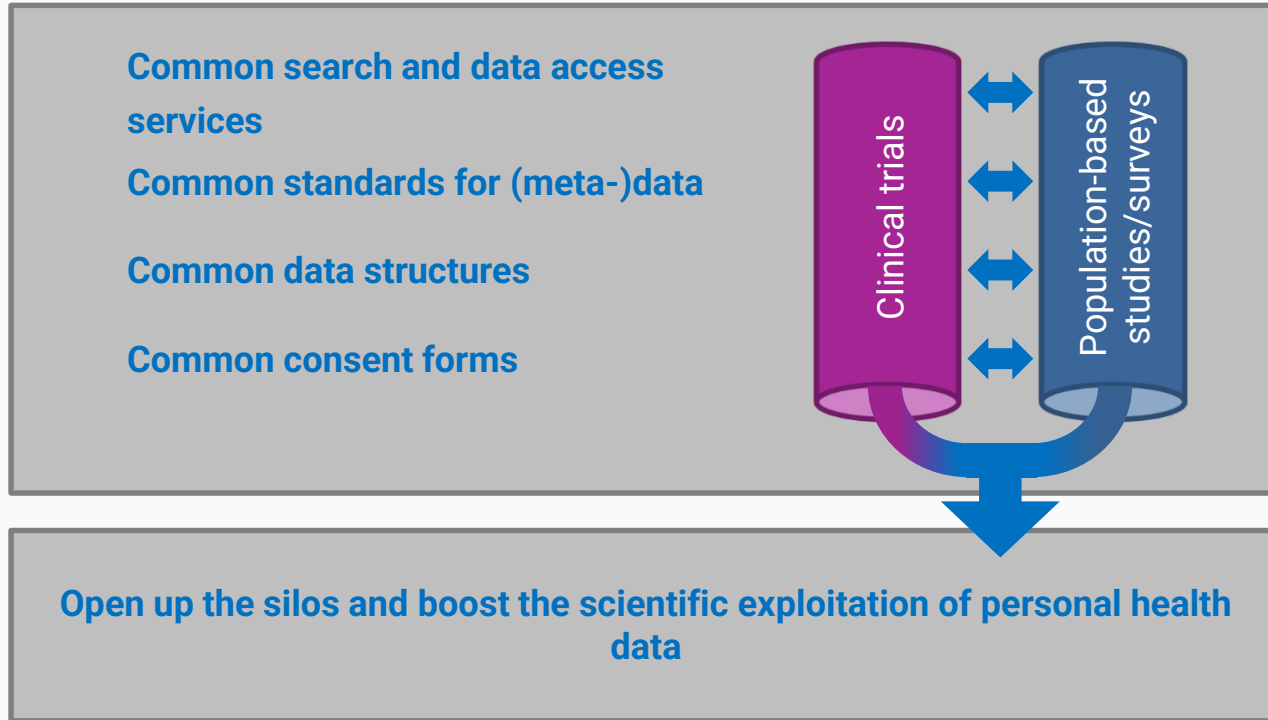 Common search and data access
services
Common standards for (meta-)data
Common data structures
Common consent forms
Clinical trials
Population-based
studies/surveys
Open up the silos and boost the scientific exploitation of personal health
data